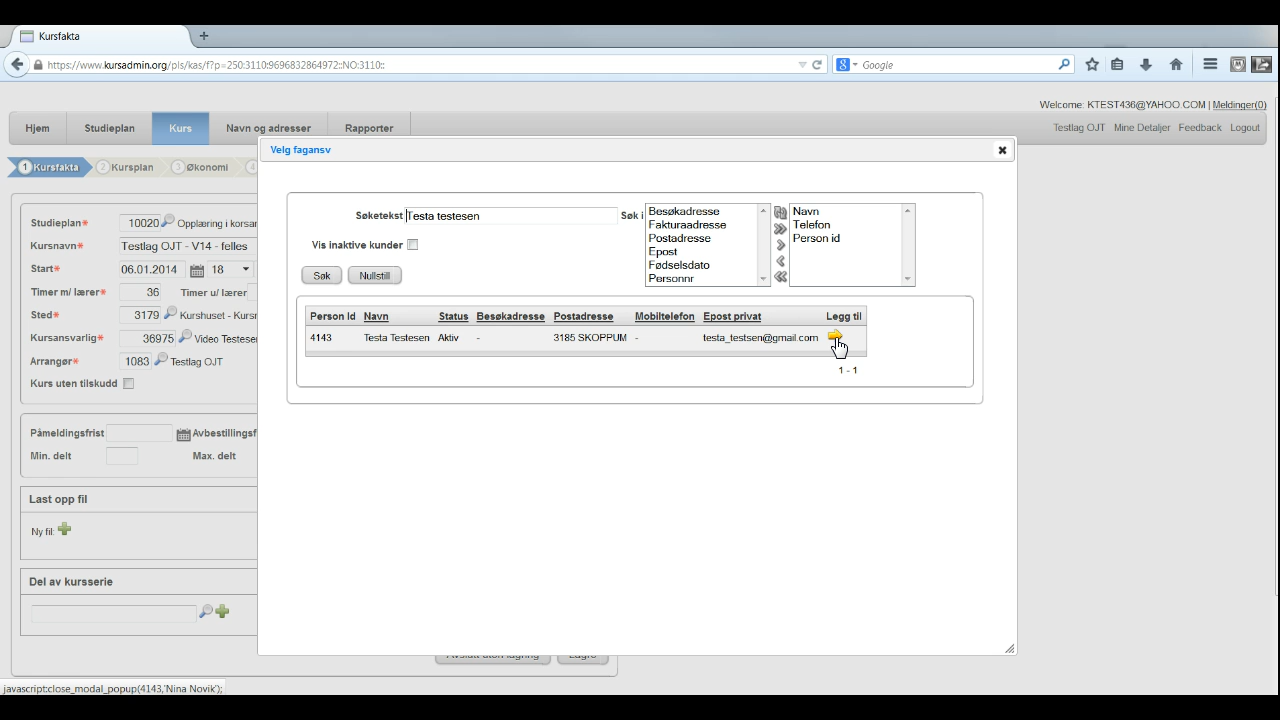 Kursfakta
https://www.kursadmin.org/pls/kas/f?p=250:3110:9696832864972::NO:3110::
Google
Welcome: KTEST436@YAHOO.COM | Meldinger(0)
Hjem Studieplan Kurs Navn og adresser Rapporter
Testlag OJT Mine Detaljer Feedback Logout
1 Kursfakta 2 Kursplan 3 Økonomi 4
Velg fagansv
Søketekst Testa testesen Søk i
Besøkadresse
Fakturaadresse
Postadresse
Epost
Fødselsdato
Personnr
Navn
Telefon
Person id
Vis inaktive kunder
Søk Nullstill
Person Id Navn Status Besøkadresse Postadresse Mobiltelefon Epost privat Legg til
4143 Testa Testesen Aktiv - 3185 SKOPPUM - testa_testsen@gmail.com
1 - 1
Studieplan* 10020 Opplæring i korsar
Kursnavn* Testlag OJT - V14 - felles
Start* 06.01.2014 18
Timer m/ lærer* 36 Timer u/ lærer
Sted* 3179 Kurshuset - Kursr
Kursansvarlig* 36975 Video Testeser
Arrangør* 1083 Testlag OJT
Kurs uten tilskudd
Påmeldingsfrist Avbestillingsf
Min. delt Max. delt
Last opp fil
Ny fil:
Del av kursserie
Avslutt uten lagring Lagre
javascript:close_modal_popup(4143,'Nina Novik');